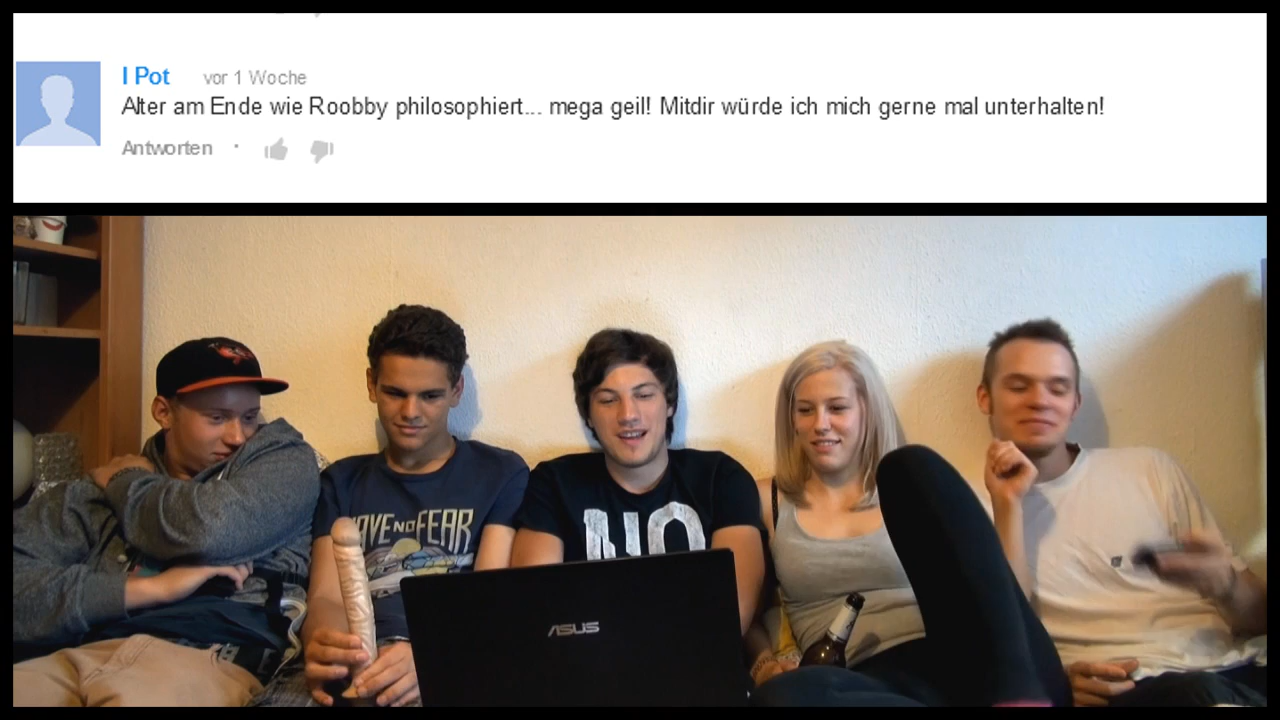 I Pot vor 1 Woche
Alter am Ende wie Roobby philosophiert... mega geil! Mitdir würde ich mich gerne mal unterhalten!
Antworten
NO FEAR
NO
ASUS